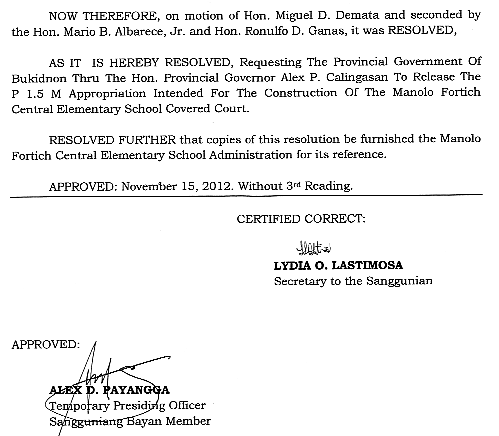 NOW THEREFORE, on motion of Hon. Miguel D. Demata and seconded by
the Hon. Mario B. Albarece, Jr. and Hon. Ronulfo D. Ganas, it was RESOLVED,
AS IT IS HEREBY RESOLVED, Requesting The Provincial Government Of
Bukidnon Thru The Hon. Provincial Governor Alex P. Calingasan To Release The
P 1.5 M Appropriation Intended For The Construction Of The Manolo Fortich
Central Elementary School Covered Court.
RESOLVED FURTHER that copies of this resolution be furnished the Manolo
Fortich Central Elementary School Administration for its reference.
APPROVED: November 15, 2012. Without 3rd Reading.
CERTIFIED CORRECT:
LYDIA O. LASTIMOSA
Secretary to the Sanggunian
APPROVED:
ALEX D. PAYANGGA
Temporary Presiding Officer
Sangguniang Bayan Member